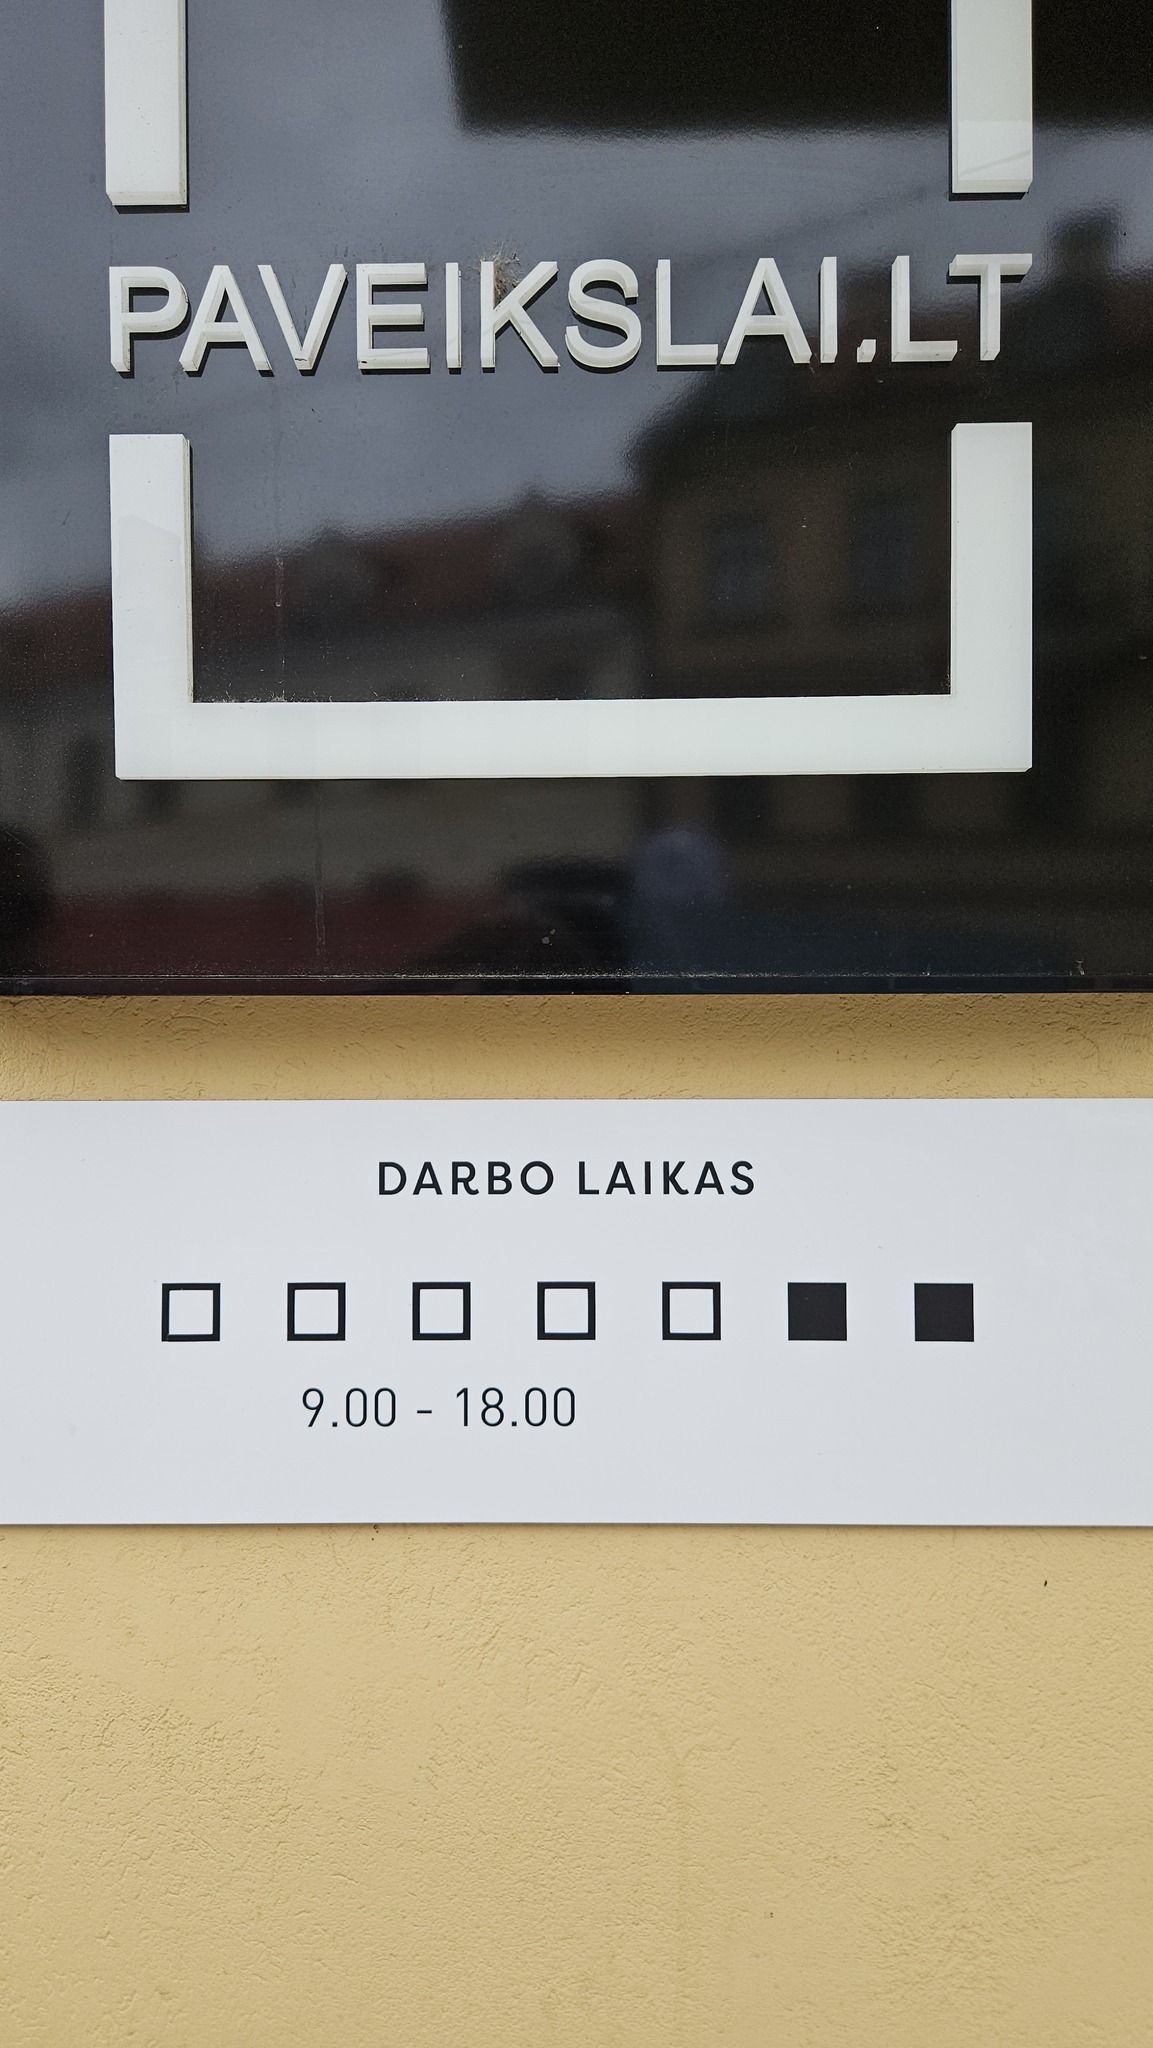 PAVEIKSLAI.LT
DARBO LAIKAS
9.00 - 18.00